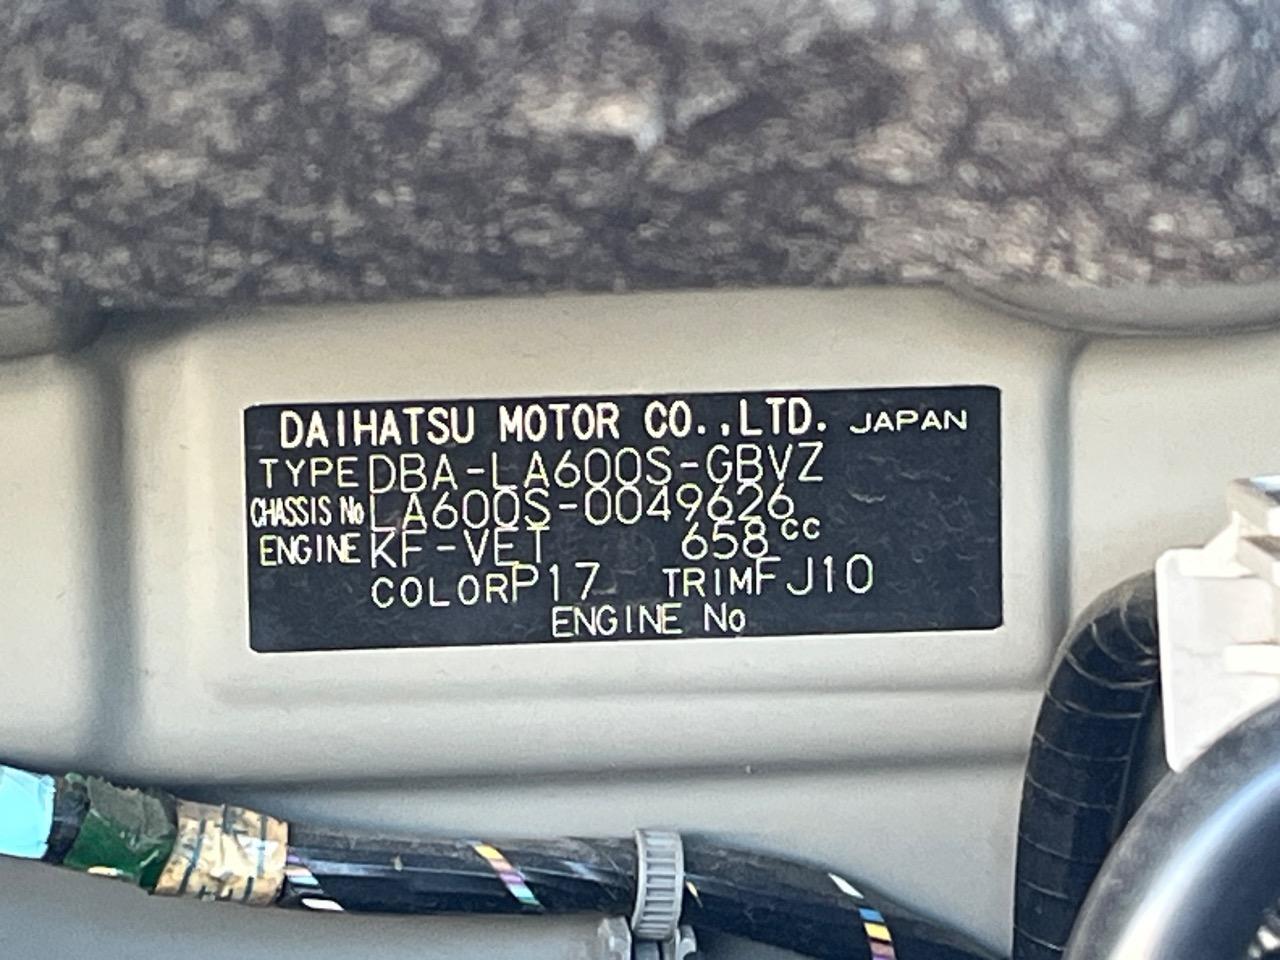 DAIHATSU MOTOR CO.,LTD. JAPAN
TYPE DBA-LA600S-GBVZ
CHASSIS No LA600S-0049626
ENGINE KF-VET 658cc
COLOR P17 TRIM FJ10
ENGINE No